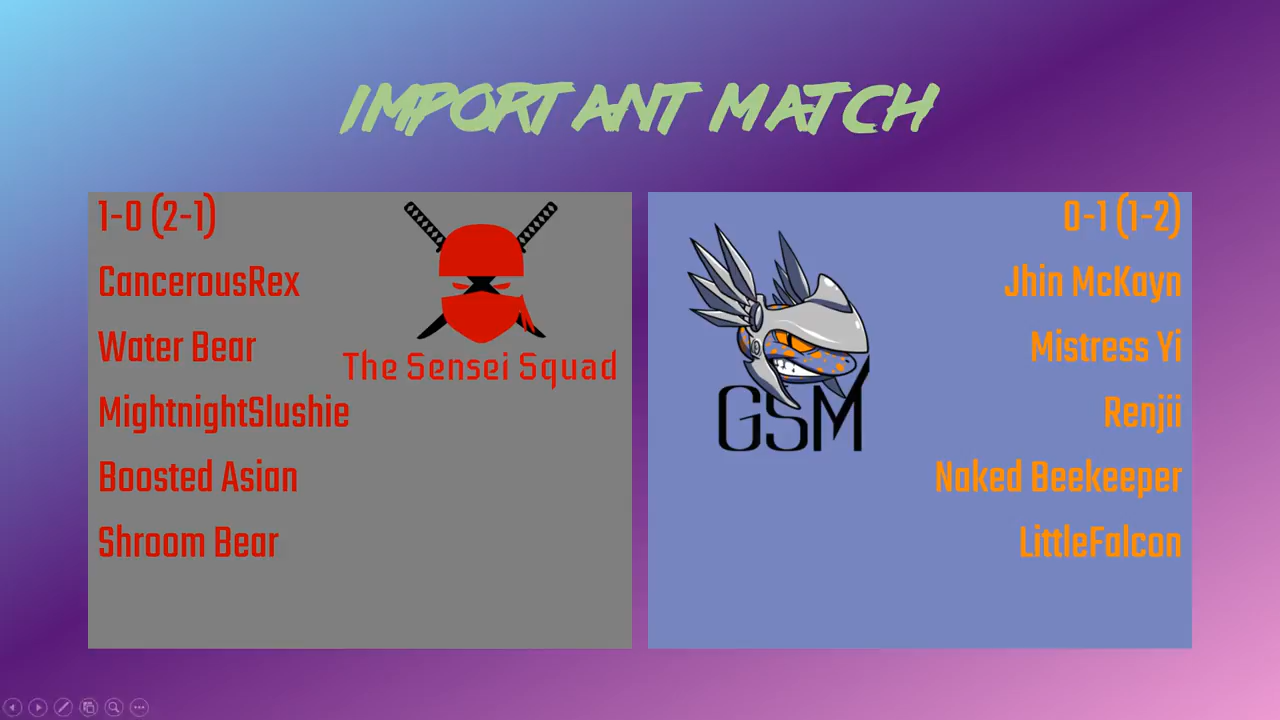 IMPORTANT MATCH
1-0 (2-1)
CancerousRex
Water Bear
MightnightSlushie
Boosted Asian
Shroom Bear
The Sensei Squad
GSM
0-1 (1-2)
Jhin McKayn
Mistress Yi
Renjii
Naked Beekeeper
LittleFalcon